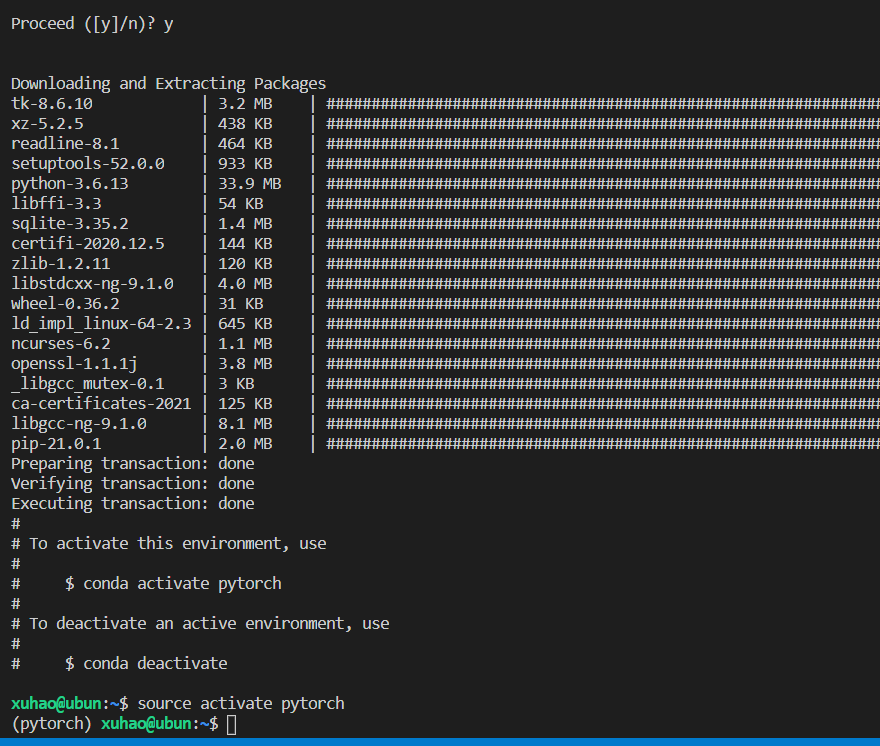 Proceed ([y]/n)? y
Downloading and Extracting Packages
tk-8.6.10 | 3.2 MB | ##############################################################
xz-5.2.5 | 438 KB | ##############################################################
readline-8.1 | 464 KB | ##############################################################
setuptools-52.0.0 | 933 KB | ##############################################################
python-3.6.13 | 33.9 MB | ##############################################################
libffi-3.3 | 54 KB | ##############################################################
sqlite-3.35.2 | 1.4 MB | ##############################################################
certifi-2020.12.5 | 144 KB | ##############################################################
zlib-1.2.11 | 120 KB | ##############################################################
libstdcxx-ng-9.1.0 | 4.0 MB | ##############################################################
wheel-0.36.2 | 31 KB | ##############################################################
ld_impl_linux-64-2.3 | 645 KB | ##############################################################
ncurses-6.2 | 1.1 MB | ##############################################################
openssl-1.1.1j | 3.8 MB | ##############################################################
_libgcc_mutex-0.1 | 3 KB | ##############################################################
ca-certificates-2021 | 125 KB | ##############################################################
libgcc-ng-9.1.0 | 8.1 MB | ##############################################################
pip-21.0.1 | 2.0 MB | ##############################################################
Preparing transaction: done
Verifying transaction: done
Executing transaction: done
#
# To activate this environment, use
#
#     $ conda activate pytorch
#
# To deactivate an active environment, use
#
#     $ conda deactivate
xuhao@ubun:~$ source activate pytorch
(pytorch) xuhao@ubun:~$